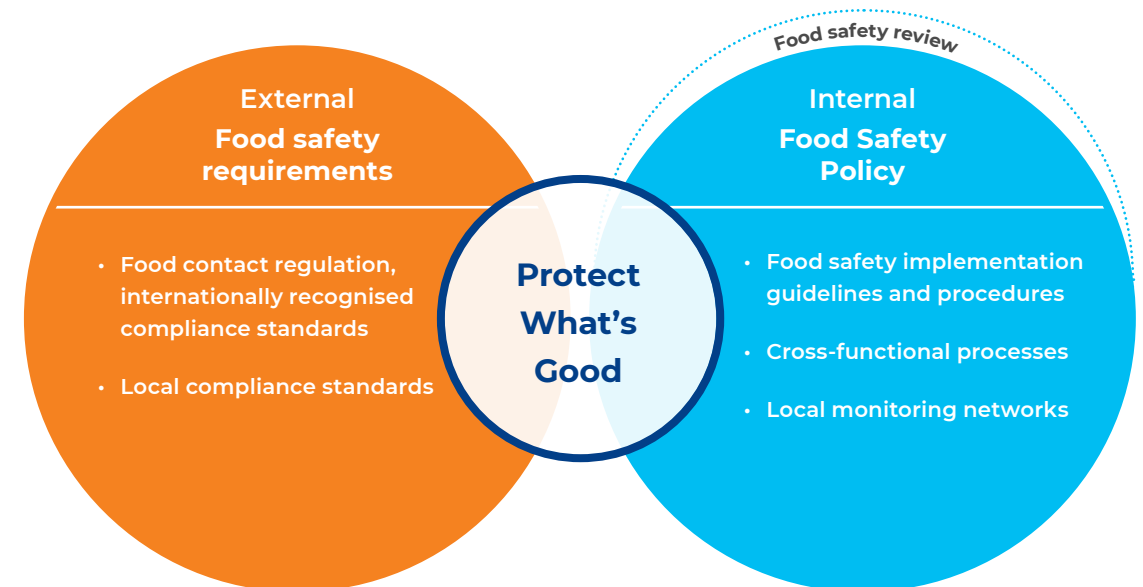 External
Food safety
requirements
• Food contact regulation,
internationally recognised
compliance standards
• Local compliance standards
Protect
What's
Good
Food safety review
Internal
Food Safety
Policy
• Food safety implementation
guidelines and procedures
• Cross-functional processes
• Local monitoring networks